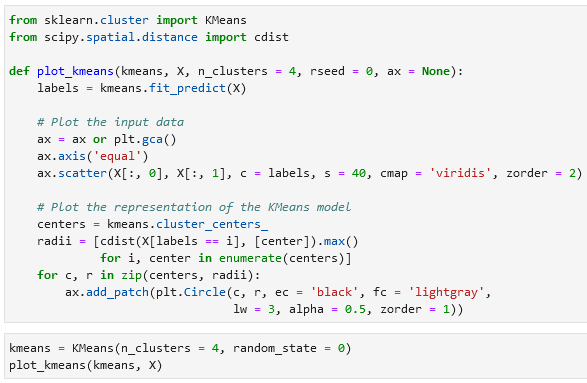 from sklearn.cluster import KMeans
from scipy.spatial.distance import cdist

def plot_kmeans(kmeans, X, n_clusters = 4, rseed = 0, ax = None):
    labels = kmeans.fit_predict(X)

    # Plot the input data
    ax = ax or plt.gca()
    ax.axis('equal')
    ax.scatter(X[:, 0], X[:, 1], c = labels, s = 40, cmap = 'viridis', zorder = 2)

    # Plot the representation of the KMeans model
    centers = kmeans.cluster_centers_
    radii = [cdist(X[labels == i], [center]).max()
            for i, center in enumerate(centers)]
    for c, r in zip(centers, radii):
        ax.add_patch(plt.Circle(c, r, ec = 'black', fc = 'lightgray',
                                lw = 3, alpha = 0.5, zorder = 1))

kmeans = KMeans(n_clusters = 4, random_state = 0)
plot_kmeans(kmeans, X)